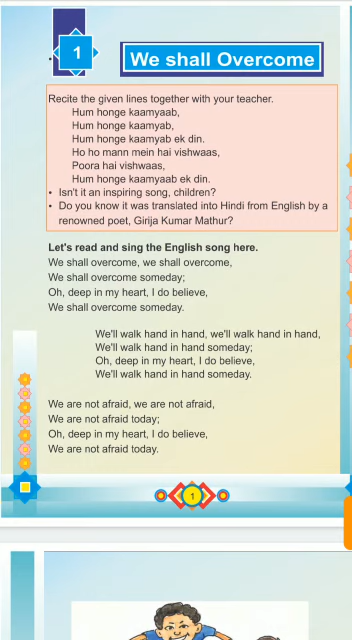 1
We shall Overcome
Recite the given lines together with your teacher.
Hum honge kaamyaab,
Hum honge kaamyab,
Hum honge kaamyab ek din.
Ho ho mann mein hai vishwaas,
Poora hai vishwaas,
Hum honge kaamyaab ek din.
• Isn't it an inspiring song, children?
• Do you know it was translated into Hindi from English by a
renowned poet, Girija Kumar Mathur?
Let's read and sing the English song here.
We shall overcome, we shall overcome,
We shall overcome someday;
Oh, deep in my heart, I do believe,
We shall overcome someday.
We'll walk hand in hand, we'll walk hand in hand,
We'll walk hand in hand someday;
Oh, deep in my heart, I do believe,
We'll walk hand in hand someday.
We are not afraid, we are not afraid,
We are not afraid today;
Oh, deep in my heart, I do believe,
We are not afraid today.
1